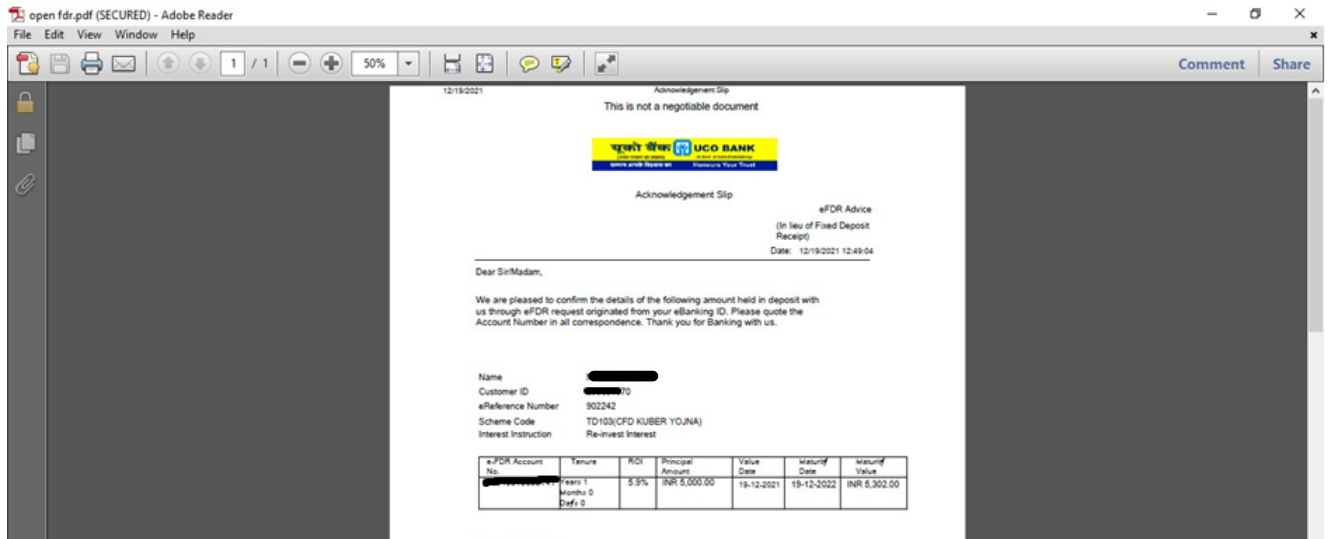 open fdr.pdf (SECURED) - Adobe Reader
File Edit View Window Help
1 / 1 50% Comment Share
12/19/2021 Acknowledgement Slip
This is not a negotiable document
यूको बैंक UCO BANK
सम्मान आपके विश्वास का Honours Your Trust
Acknowledgement Slip
eFDR Advice
(In lieu of Fixed Deposit
Receipt)
Date: 12/19/2021 12:49:04
Dear Sir/Madam,
We are pleased to confirm the details of the following amount held in deposit with
us through eFDR request originated from your eBanking ID. Please quote the
Account Number in all correspondence. Thank you for Banking with us.
Name
Customer ID 70
eReference Number 902242
Scheme Code TD103(CFD KUBER YOJNA)
Interest Instruction Re-invest Interest
e-FDR Account Tenure ROI Principal Value Maturity Maturity
No. Amount Date Date Value
Years 1 5.9% INR 5,000.00 19-12-2021 19-12-2022 INR 5,302.00
Months 0
0